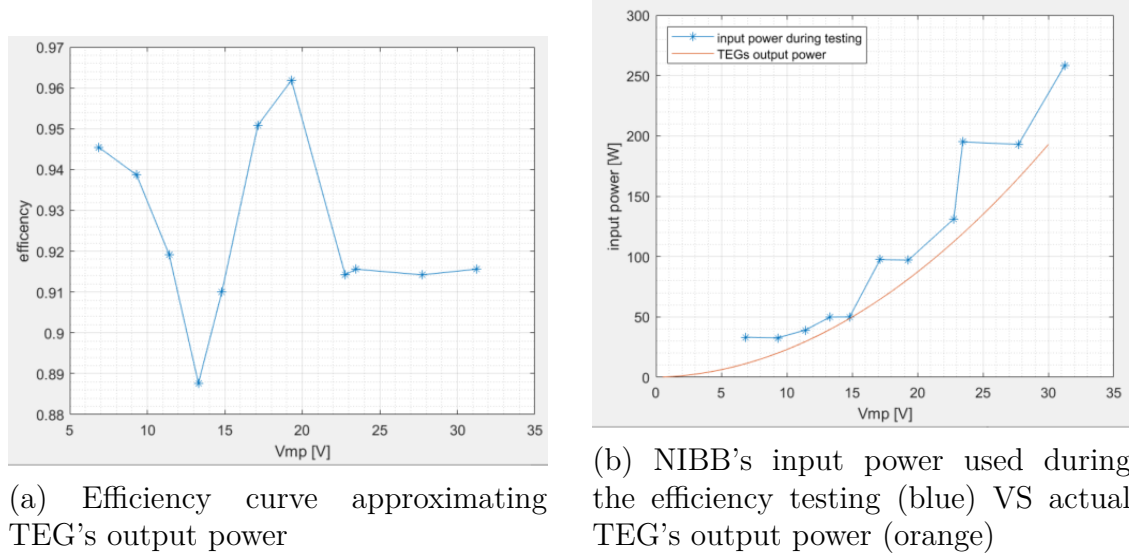 0.97
0.96
0.95
0.94
0.93
0.92
0.91
0.9
0.89
0.88
efficency
5 10 15 20 25 30 35
Vmp [V]
(a) Efficiency curve approximating
TEG's output power
300
250
200
150
100
50
0
input power [W]
input power during testing
TEGs output power
0 5 10 15 20 25 30 35
Vmp [V]
(b) NIBB's input power used during
the efficiency testing (blue) VS actual
TEG's output power (orange)